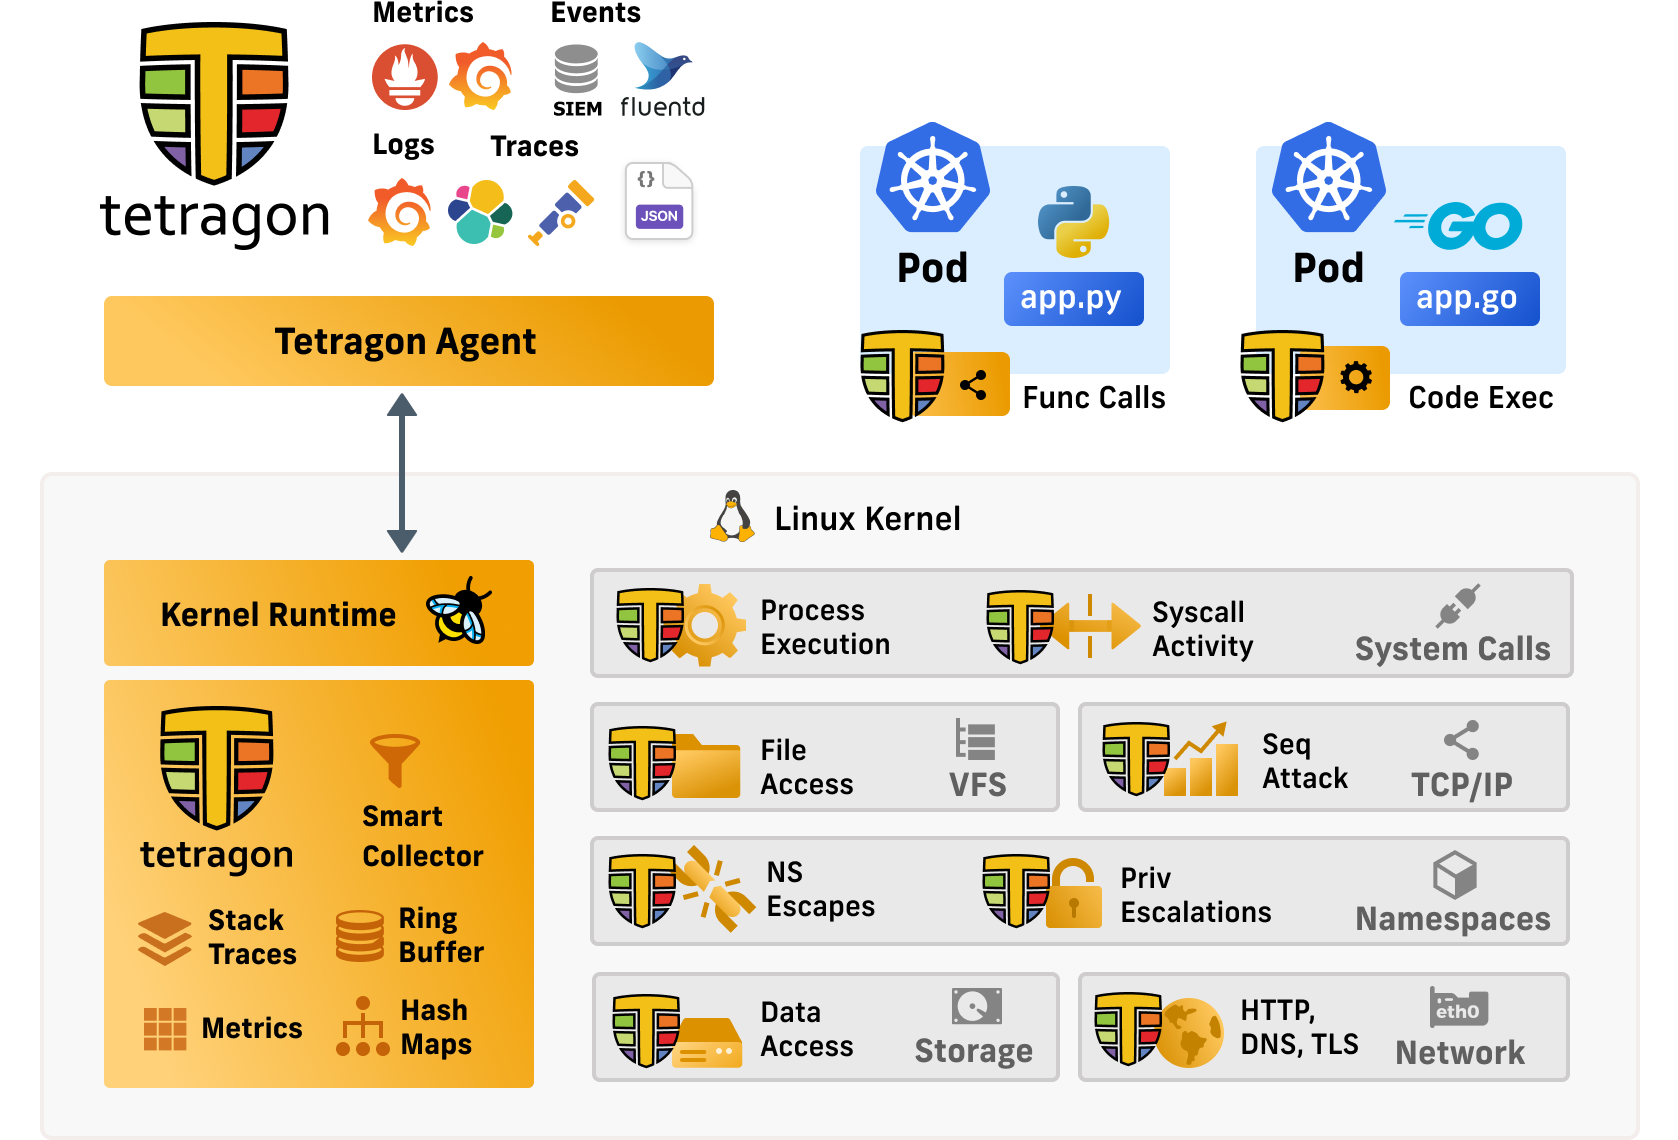 Metrics
Events
SIEM
fluentd
Logs
Traces
{}
JSON
tetragon
Tetragon Agent
Pod
app.py
Func Calls
Pod
GO
app.go
Code Exec
Linux Kernel
Kernel Runtime
tetragon
Smart
Collector
Stack
Traces
Ring
Buffer
Metrics
Hash
Maps
Process
Execution
Syscall
Activity
System Calls
File
Access
VFS
Seq
Attack
TCP/IP
NS
Escapes
Priv
Escalations
Namespaces
Data
Access
Storage
HTTP,
DNS, TLS
eth0
Network